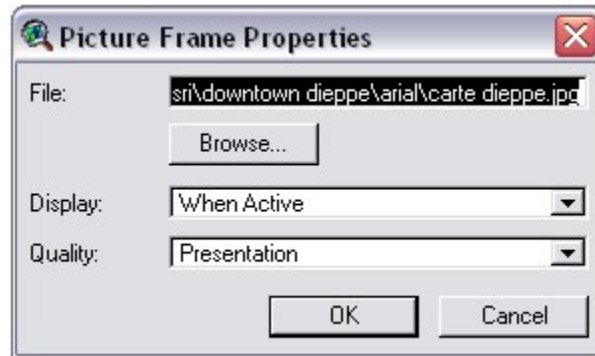 Picture Frame Properties
File: sri\downtown dieppe\arial\carte dieppe.jpg
Browse...
Display: When Active
Quality: Presentation
OK Cancel